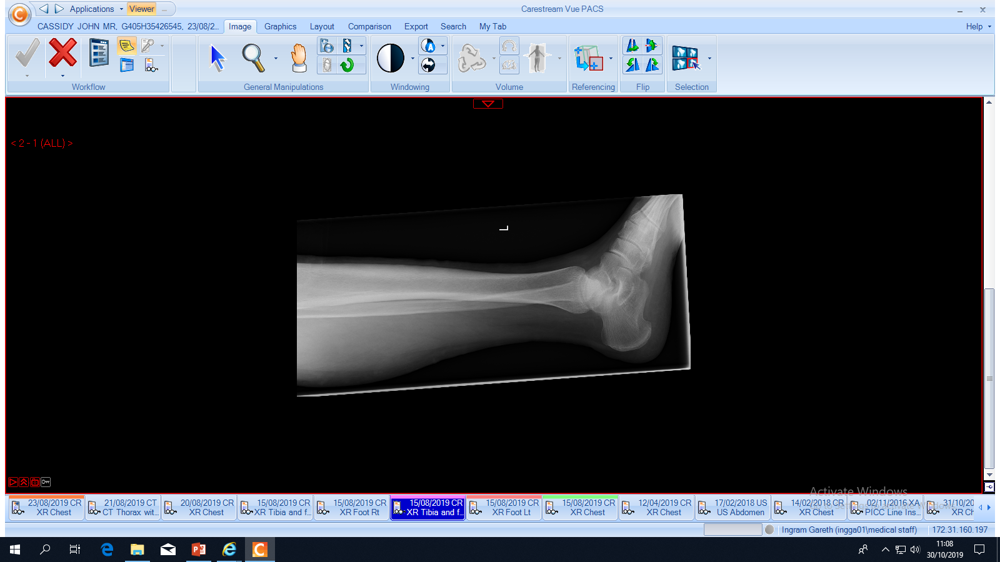 Applications Viewer
Carestream Vue PACS
CASSIDY JOHN MR, G405H35426545, 23/08/2...
Image Graphics Layout Comparison Export Search My Tab Help
Workflow General Manipulations Windowing Volume Referencing Flip Selection
< 2 - 1 (ALL) >
Activate Windows
23/08/2019 CR
XR Chest
21/08/2019 CT
CT Thorax wit...
20/08/2019 CR
XR Chest
15/08/2019 CR
XR Tibia and f...
15/08/2019 CR
XR Foot Rt
15/08/2019 CR
XR Tibia and f...
15/08/2019 CR
XR Foot Lt
15/08/2019 CR
XR Chest
12/04/2019 CR
XR Chest
17/02/2018 US
US Abdomen
14/02/2018 CR
XR Chest
02/11/2016 XA
PICC Line Ins...
31/10/20
XR Ch
Ingram Gareth (ingga01\medical staff) 172.31.160.197
11:08
30/10/2019